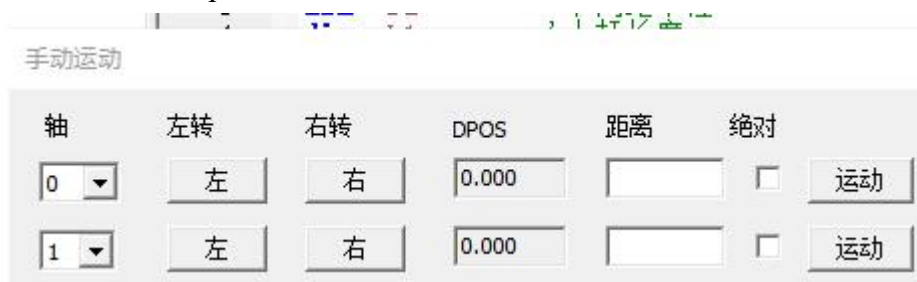 手动运动
轴 左转 右转 DPOS 距离 绝对
0 左 右 0.000 运动
1 左 右 0.000 运动